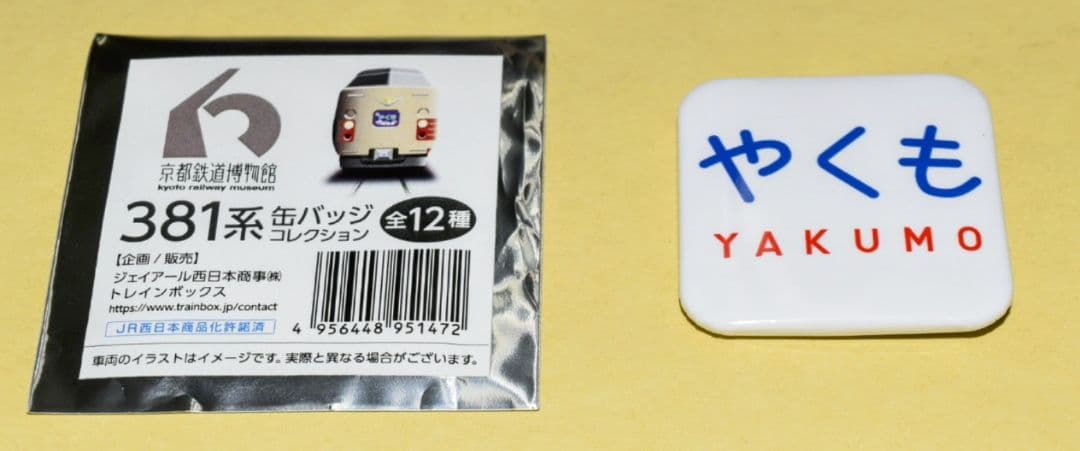 京都鉄道博物館
kyoto railway museum
やくも
381系 缶バッジ コレクション 全12種
【企画/販売】
ジェイアール西日本商事㈱
トレインボックス
https://www.trainbox.jp/contact
JR西日本商品化許諾済
4 956448 951472
車両のイラストはイメージです。実際と異なる場合がございます。
やくも
YAKUMO